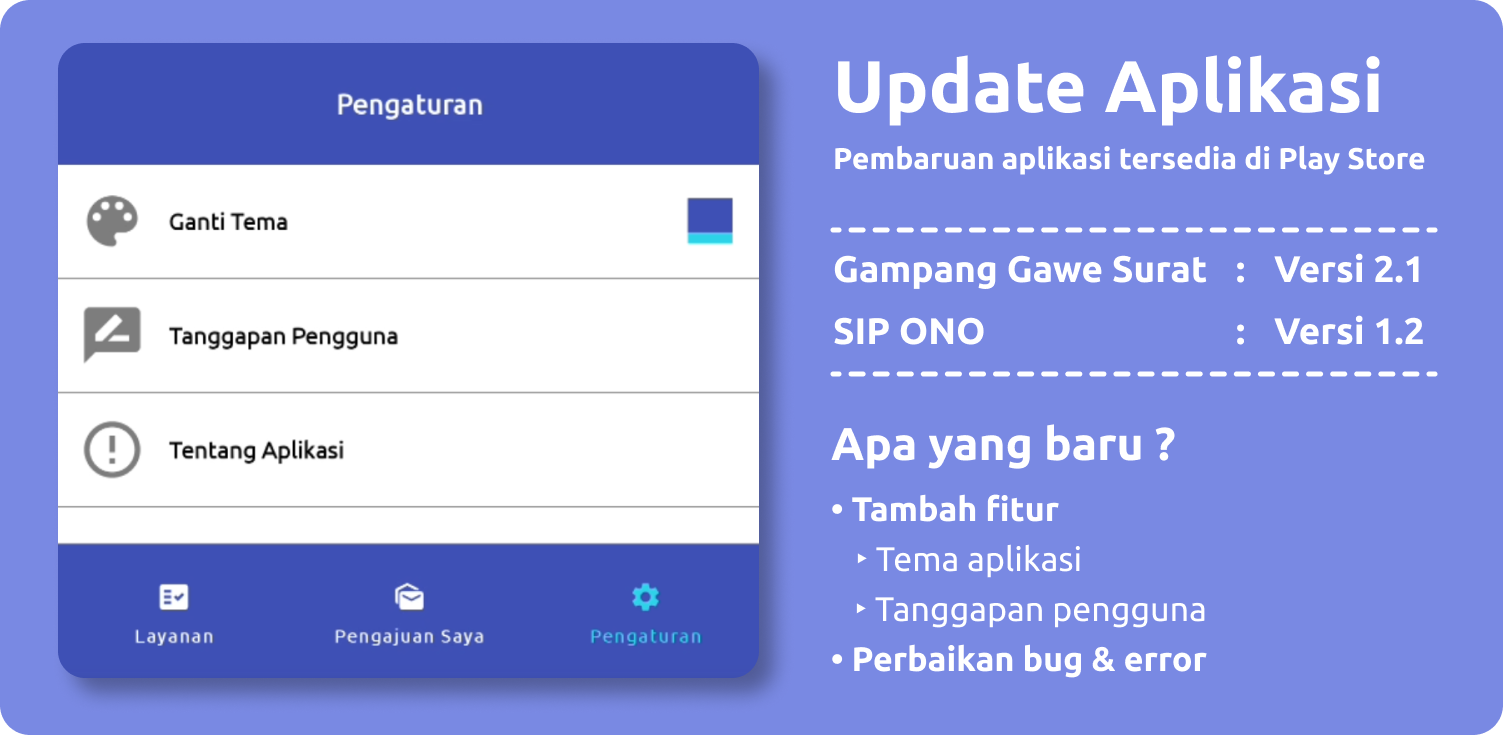 Pengaturan
Ganti Tema
Tanggapan Pengguna
Tentang Aplikasi
Layanan
Pengajuan Saya
Pengaturan
Update Aplikasi
Pembaruan aplikasi tersedia di Play Store
Gampang Gawe Surat : Versi 2.1
SIP ONO : Versi 1.2
Apa yang baru ?
• Tambah fitur
‣ Tema aplikasi
‣ Tanggapan pengguna
• Perbaikan bug & error